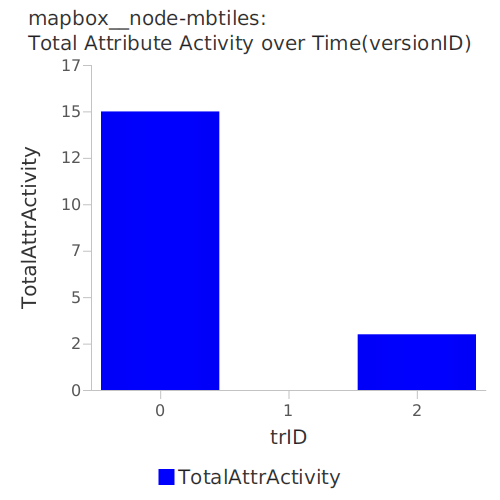 mapbox__node-mbtiles:
Total Attribute Activity over Time(versionID)
17
15
12
10
7
5
2
0
TotalAttrActivity
0 1 2
trID
TotalAttrActivity